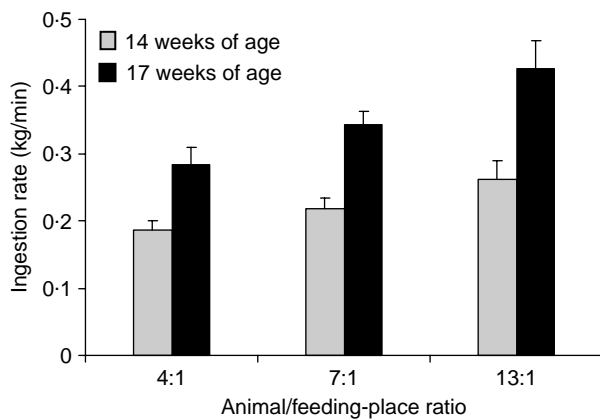 0·5
0·4
0·3
0·2
0·1
0
Ingestion rate (kg/min)
14 weeks of age
17 weeks of age
4:1 7:1 13:1
Animal/feeding-place ratio